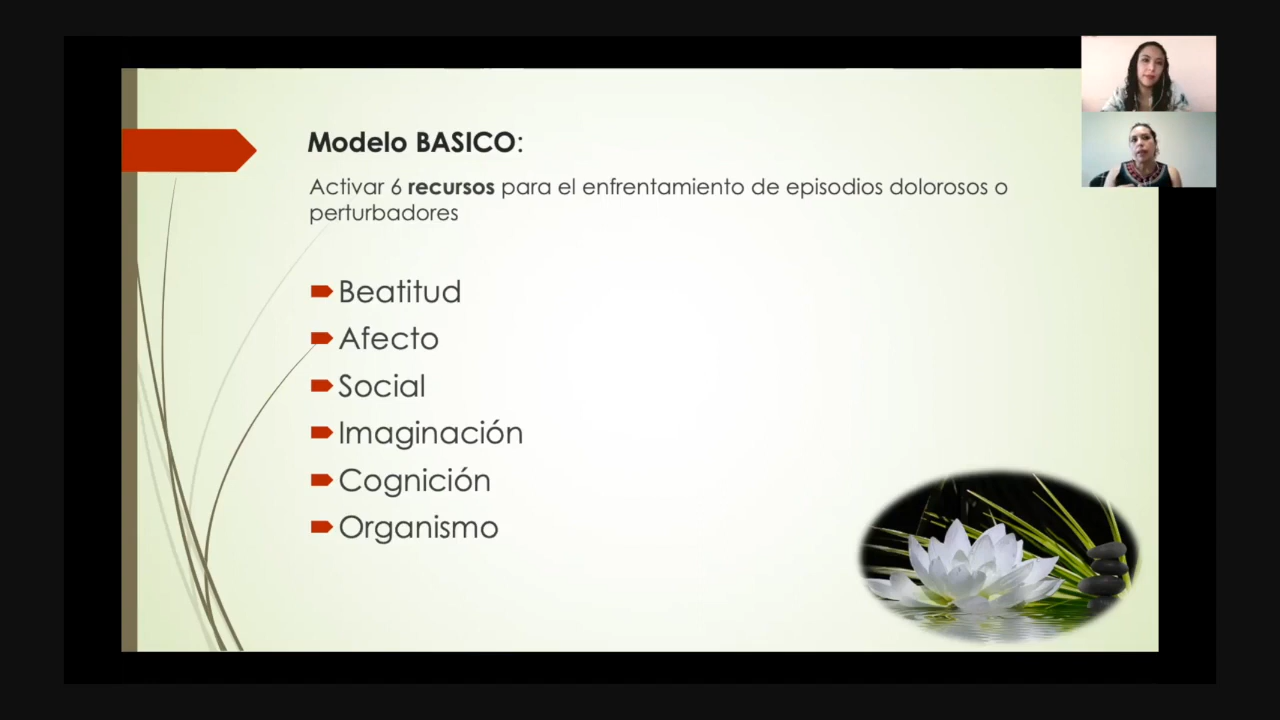 Modelo BASICO:
Activar 6 recursos para el enfrentamiento de episodios dolorosos o
perturbadores
Beatitud
Afecto
Social
Imaginación
Cognición
Organismo